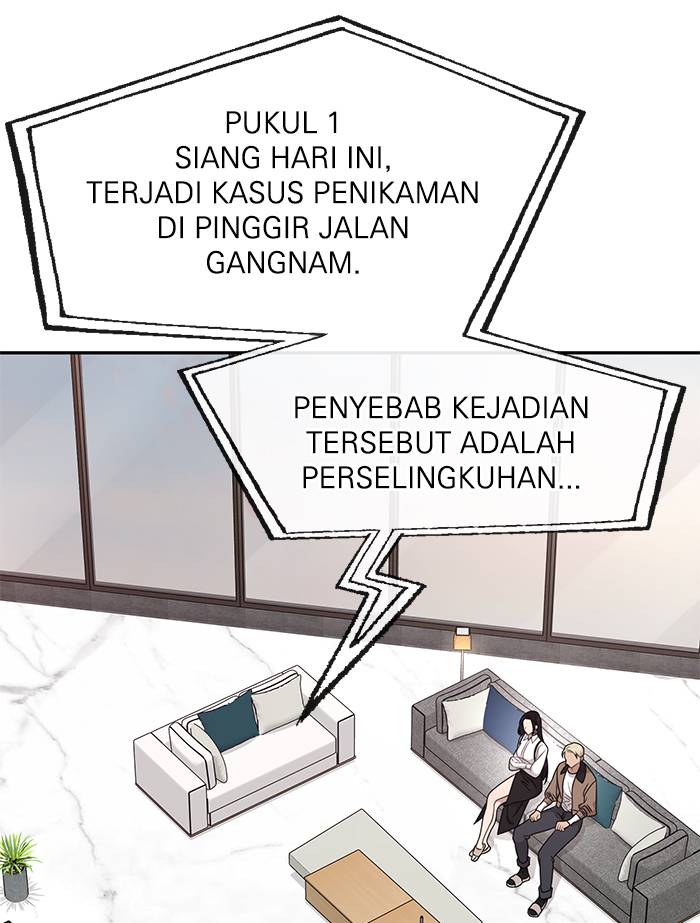 PUKUL 1
SIANG HARI INI,
TERJADI KASUS PENIKAMAN
DI PINGGIR JALAN
GANGNAM.
PENYEBAB KEJADIAN
TERSEBUT ADALAH
PERSELINGKUHAN...